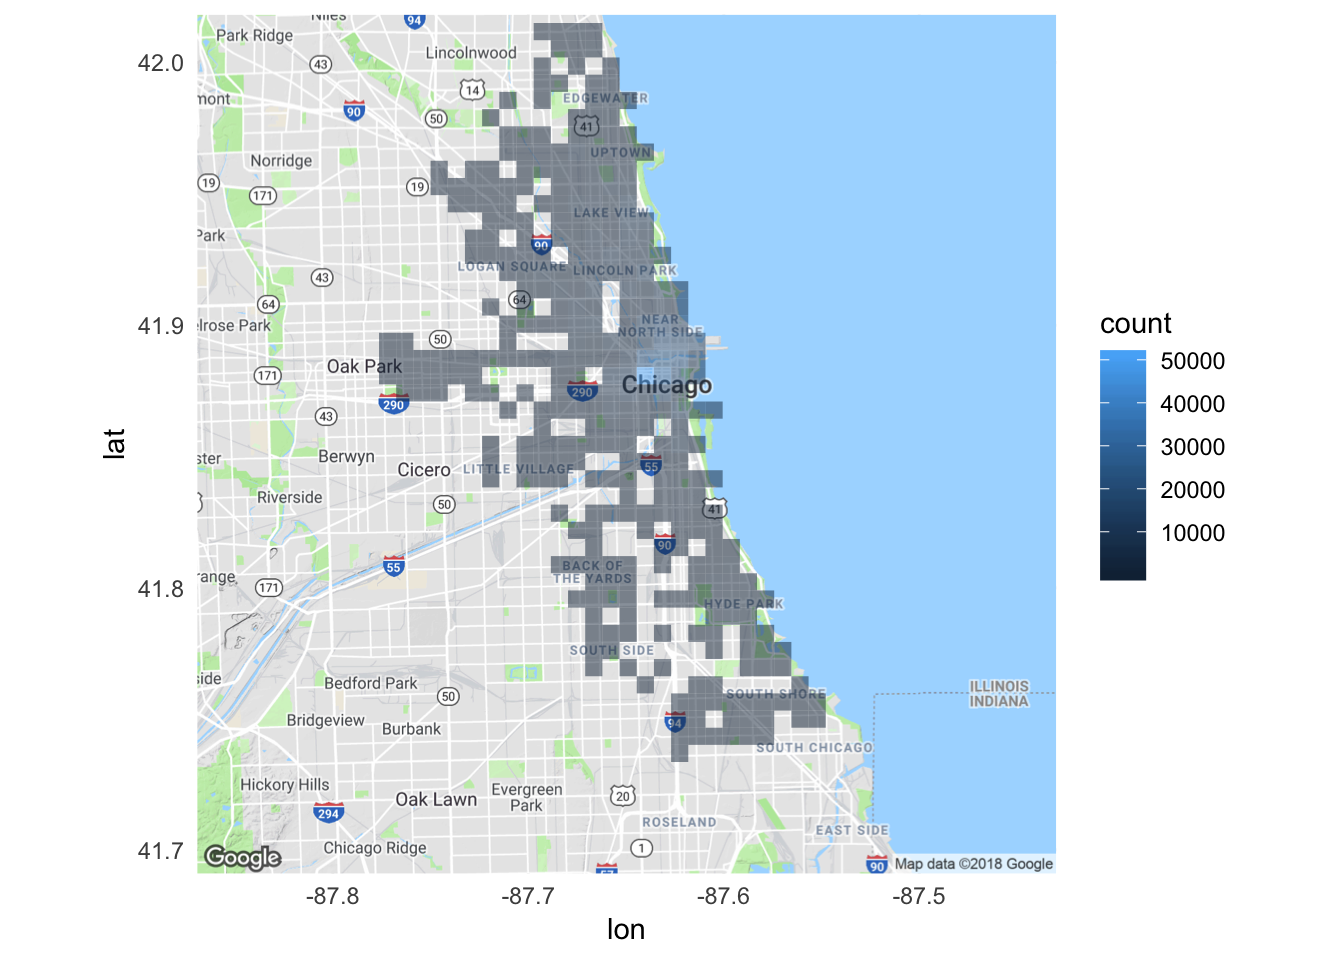 Niles
94
Park Ridge
Lincolnwood
42.0
43
14
mont
90
EDGEWATER
50
41
UPTOWN
Norridge
19
19
171
LAKE VIEW
Park
90
LOGAN SQUARE
LINCOLN PARK
43
64
64
count
NEAR
NORTH SIDE
41.9
elrose Park
50
50000
Oak Park
171
Chicago
290
290
40000
43
30000
lat
ster
Berwyn
Cicero
LITTLE VILLAGE
55
20000
Riverside
50
41
10000
90
55
BACK OF
THE YARDS
range
41.8
171
HYDE PARK
SOUTH SIDE
side
Bedford Park
50
SOUTH SHORE
ILLINOIS
INDIANA
Bridgeview
Burbank
94
SOUTH CHICAGO
Hickory Hills
Oak Lawn
Evergreen
Park
20
294
ROSELAND
EAST SIDE
41.7
Google
Chicago Ridge
1
57
90
Map data ©2018 Google
-87.8
-87.7
-87.6
-87.5
lon